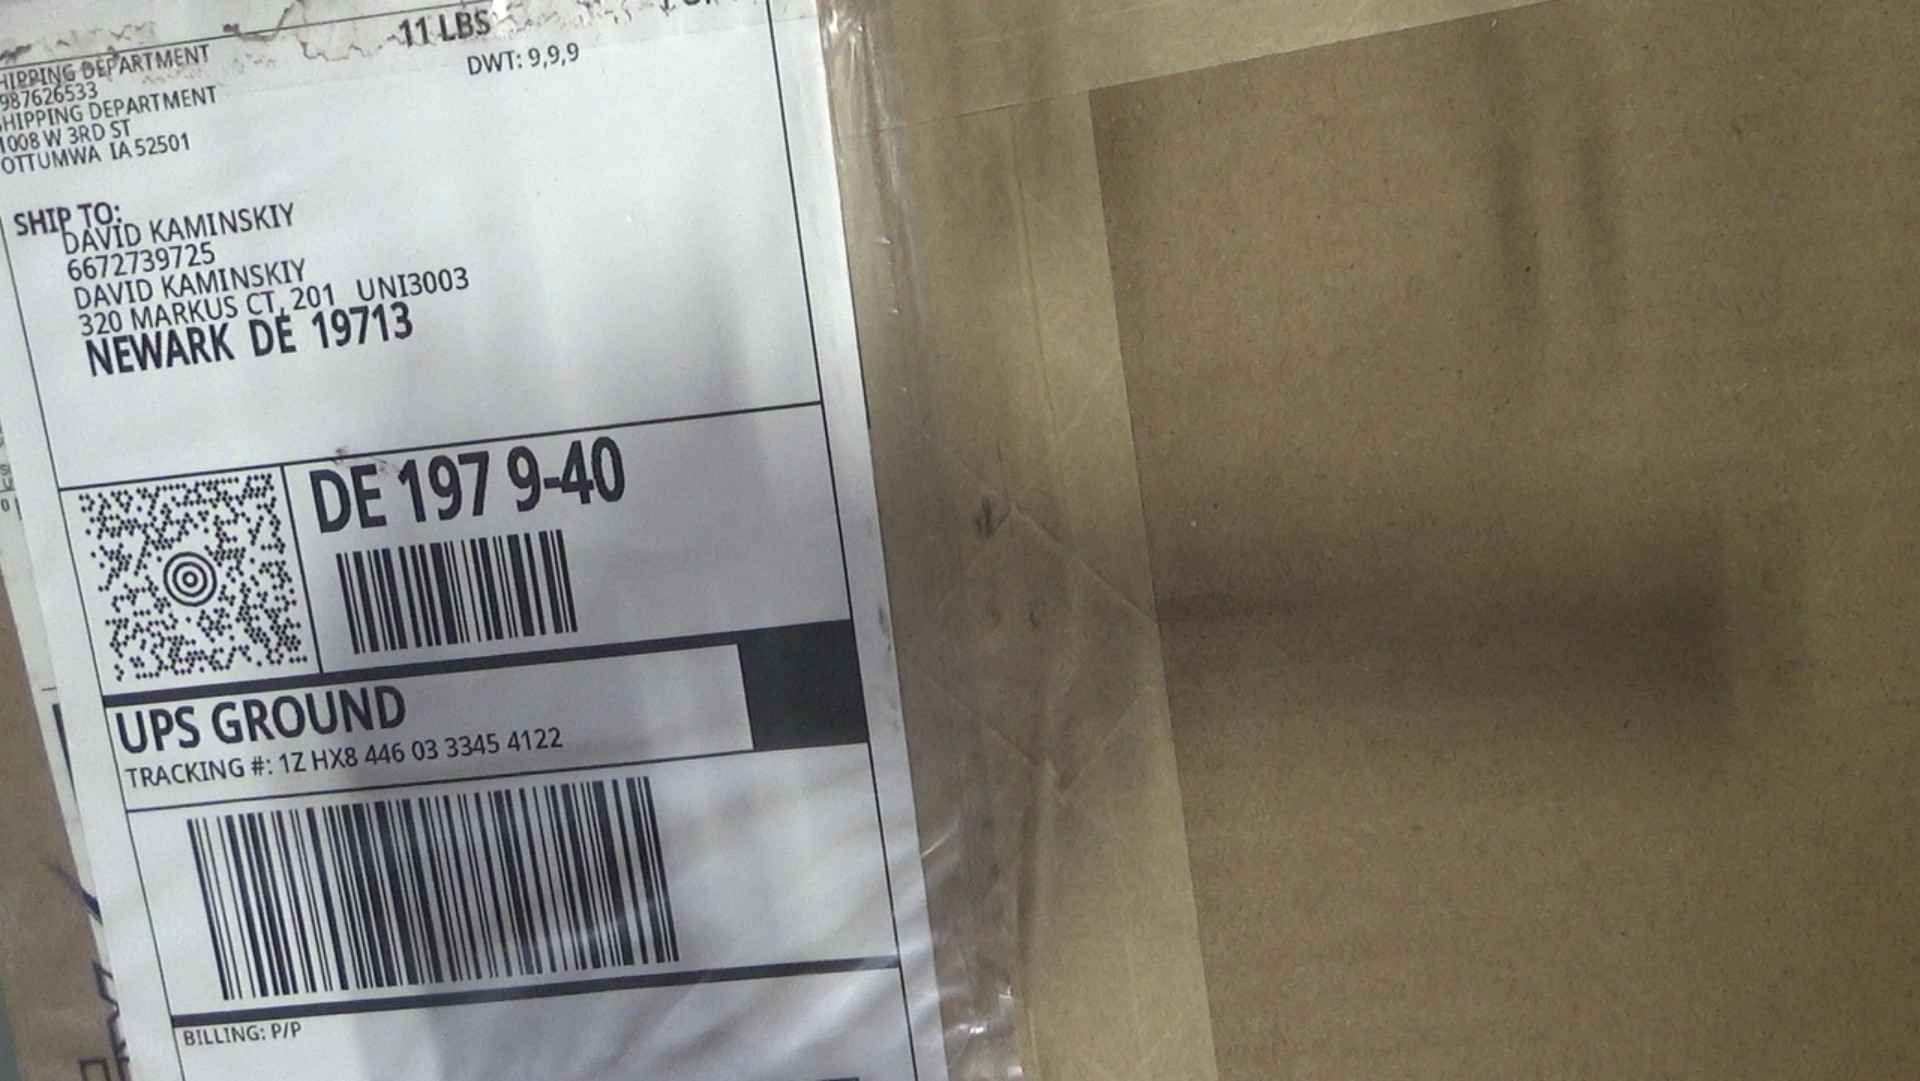 11 LBS
DWT: 9,9,9
SHIPPING DEPARTMENT
987626533
SHIPPING DEPARTMENT
1008 W 3RD ST
OTTUMWA IA 52501
SHIP TO:
DAVID KAMINSKIY
6672739725
DAVID KAMINSKIY
320 MARKUS CT, 201 UNI3003
NEWARK DE 19713
DE 197 9-40
UPS GROUND
TRACKING #: 1Z HX8 446 03 3345 4122
BILLING: P/P